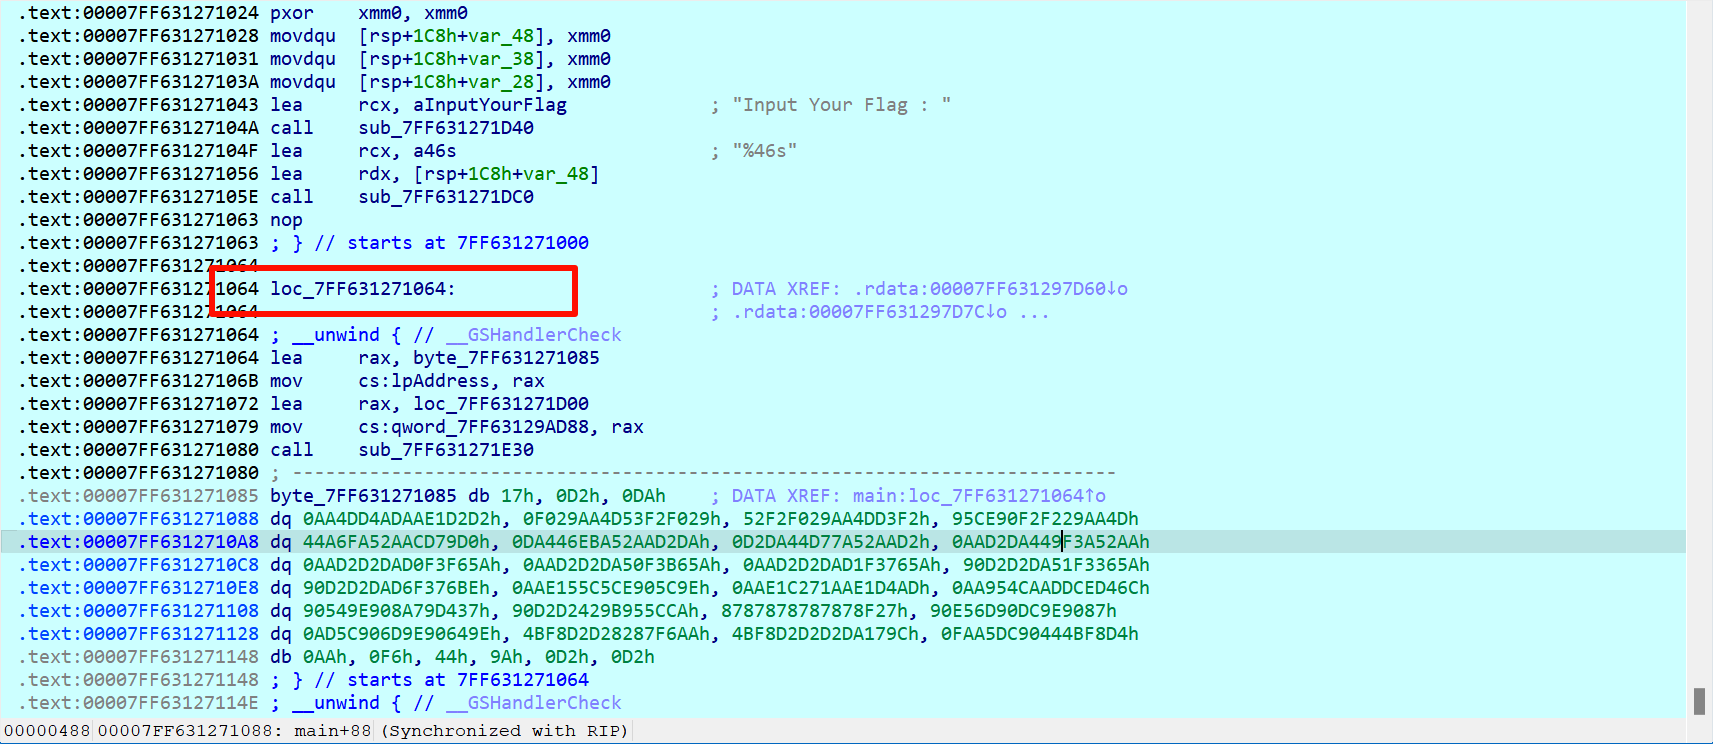 .text:00007FF631271024 pxor    xmm0, xmm0
.text:00007FF631271028 movdqu  [rsp+1C8h+var_48], xmm0
.text:00007FF631271031 movdqu  [rsp+1C8h+var_38], xmm0
.text:00007FF63127103A movdqu  [rsp+1C8h+var_28], xmm0
.text:00007FF631271043 lea     rcx, aInputYourFlag             ; "Input Your Flag : "
.text:00007FF63127104A call    sub_7FF631271D40
.text:00007FF63127104F lea     rcx, a46s                       ; "%46s"
.text:00007FF631271056 lea     rdx, [rsp+1C8h+var_48]
.text:00007FF63127105E call    sub_7FF631271DC0
.text:00007FF631271063 nop
.text:00007FF631271063 ; } // starts at 7FF631271000
.text:00007FF631271064
.text:00007FF631271064 loc_7FF631271064:                       ; DATA XREF: .rdata:00007FF631297D60↓o
.text:00007FF631271064                                         ; .rdata:00007FF631297D7C↓o ...
.text:00007FF631271064 ; __unwind { // __GSHandlerCheck
.text:00007FF631271064 lea     rax, byte_7FF631271085
.text:00007FF63127106B mov     cs:lpAddress, rax
.text:00007FF631271072 lea     rax, loc_7FF631271D00
.text:00007FF631271079 mov     cs:qword_7FF63129AD88, rax
.text:00007FF631271080 call    sub_7FF631271E30
.text:00007FF631271080 ; ---------------------------------------------------------------------------
.text:00007FF631271085 byte_7FF631271085 db 17h, 0D2h, 0DAh    ; DATA XREF: main:loc_7FF631271064↑o
.text:00007FF631271088 dq 0AA4DD4ADAAE1D2D2h, 0F029AA4D53F2F029h, 52F2F029AA4DD3F2h, 95CE90F2F229AA4Dh
.text:00007FF6312710A8 dq 44A6FA52AACD79D0h, 0DA446EBA52AAD2DAh, 0D2DA44D77A52AAD2h, 0AAD2DA449F3A52AAh
.text:00007FF6312710C8 dq 0AAD2D2DAD0F3F65Ah, 0AAD2D2DA50F3B65Ah, 0AAD2D2DAD1F3765Ah, 90D2D2DA51F3365Ah
.text:00007FF6312710E8 dq 90D2D2DAD6F376BEh, 0AAE155C5CE905C9Eh, 0AAE1C271AAE1D4ADh, 0AA954CAADDCED46Ch
.text:00007FF631271108 dq 90549E908A79D437h, 90D2D2429B955CCAh, 8787878787878F27h, 90E56D90DC9E9087h
.text:00007FF631271128 dq 0AD5C906D9E90649Eh, 4BF8D2D28287F6AAh, 4BF8D2D2D2DA179Ch, 0FAA5DC90444BF8D4h
.text:00007FF631271148 db 0AAh, 0F6h, 44h, 9Ah, 0D2h, 0D2h
.text:00007FF631271148 ; } // starts at 7FF631271064
.text:00007FF63127114E ; __unwind { // __GSHandlerCheck
00000488 00007FF631271088: main+88 (Synchronized with RIP)